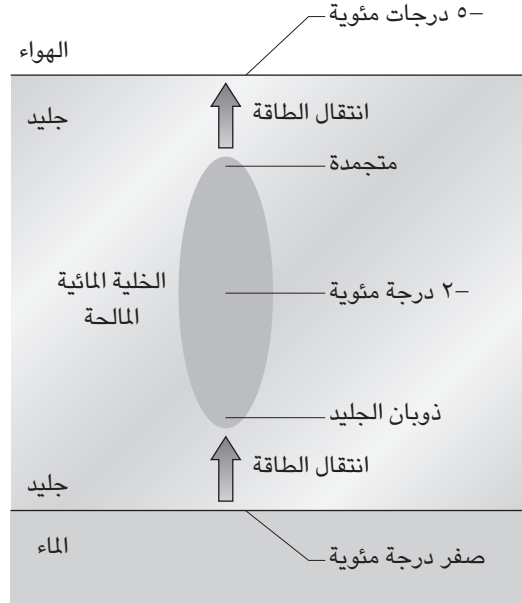 –٥ درجات مئوية
الهواء
جليد
انتقال الطاقة
متجمدة
الخلية المائية
المالحة
–٢ درجة مئوية
ذوبان الجليد
انتقال الطاقة
جليد
الماء
صفر درجة مئوية